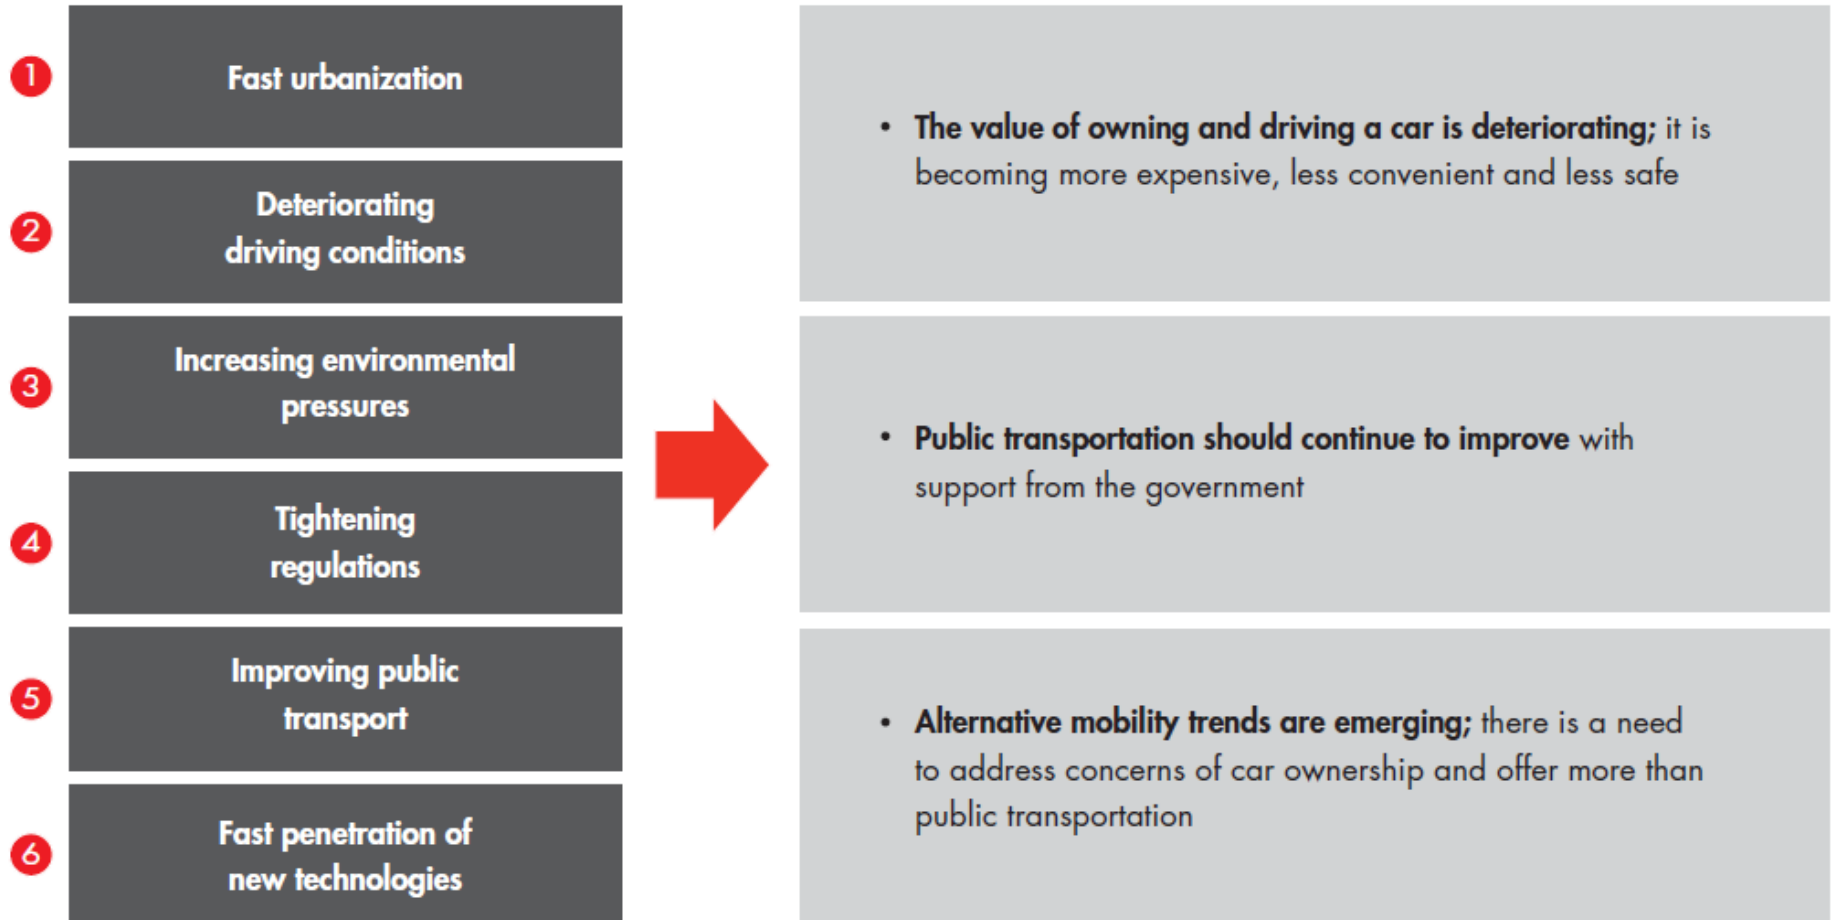 1
Fast urbanization
2
Deteriorating
driving conditions
3
Increasing environmental
pressures
4
Tightening
regulations
5
Improving public
transport
6
Fast penetration of
new technologies
• The value of owning and driving a car is deteriorating; it is
becoming more expensive, less convenient and less safe
• Public transportation should continue to improve with
support from the government
• Alternative mobility trends are emerging; there is a need
to address concerns of car ownership and offer more than
public transportation